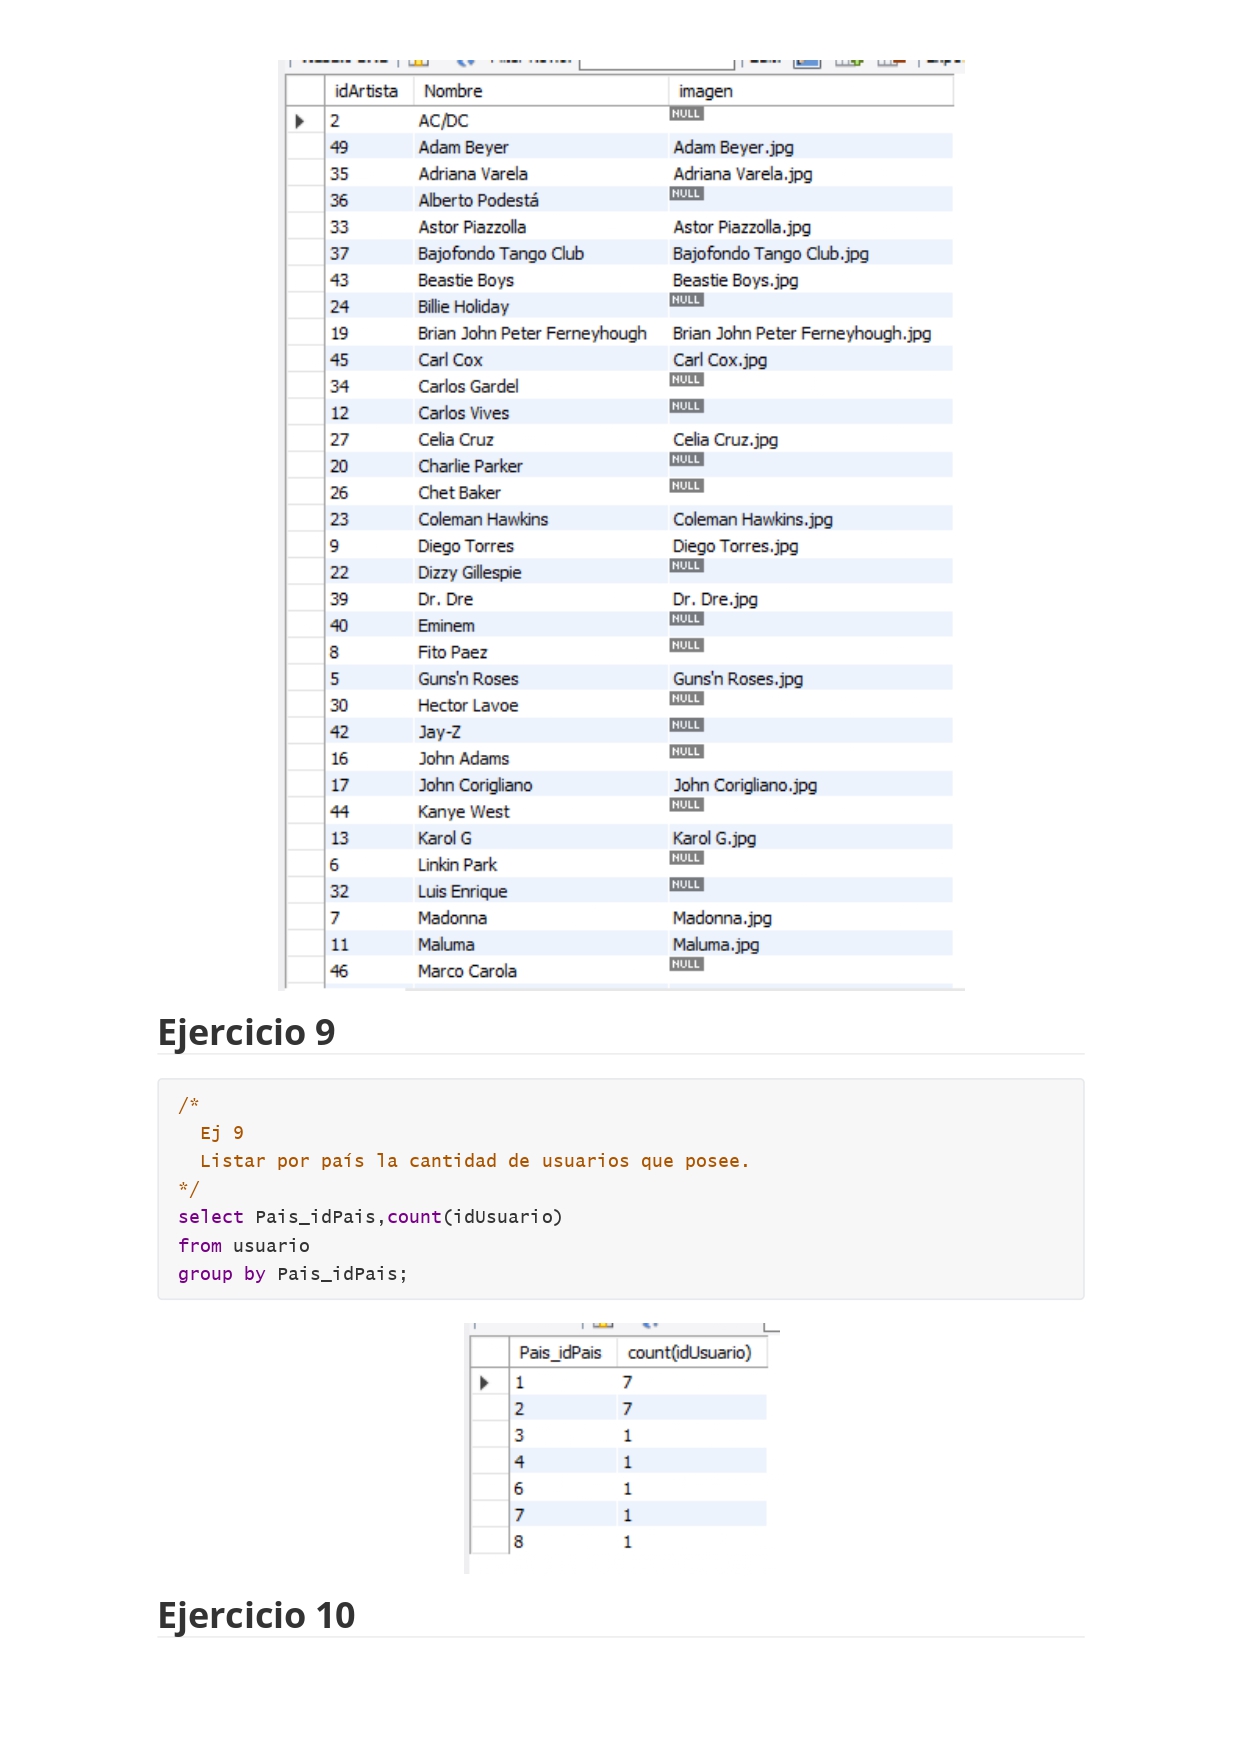 idArtista Nombre imagen
2 AC/DC NULL
49 Adam Beyer Adam Beyer.jpg
35 Adriana Varela Adriana Varela.jpg
36 Alberto Podestá NULL
33 Astor Piazzolla Astor Piazzolla.jpg
37 Bajofondo Tango Club Bajofondo Tango Club.jpg
43 Beastie Boys Beastie Boys.jpg
24 Billie Holiday NULL
19 Brian John Peter Ferneyhough Brian John Peter Ferneyhough.jpg
45 Carl Cox Carl Cox.jpg
34 Carlos Gardel NULL
12 Carlos Vives NULL
27 Celia Cruz Celia Cruz.jpg
20 Charlie Parker NULL
26 Chet Baker NULL
23 Coleman Hawkins Coleman Hawkins.jpg
9 Diego Torres Diego Torres.jpg
22 Dizzy Gillespie NULL
39 Dr. Dre Dr. Dre.jpg
40 Eminem NULL
8 Fito Paez NULL
5 Guns'n Roses Guns'n Roses.jpg
30 Hector Lavoe NULL
42 Jay-Z NULL
16 John Adams NULL
17 John Corigliano John Corigliano.jpg
44 Kanye West NULL
13 Karol G Karol G.jpg
6 Linkin Park NULL
32 Luis Enrique NULL
7 Madonna Madonna.jpg
11 Maluma Maluma.jpg
46 Marco Carola NULL
Ejercicio 9
/*
Ej 9
Listar por país la cantidad de usuarios que posee.
*/
select Pais_idPais,count(idUsuario)
from usuario
group by Pais_idPais;
Pais_idPais count(idUsuario)
1 7
2 7
3 1
4 1
6 1
7 1
8 1
Ejercicio 10